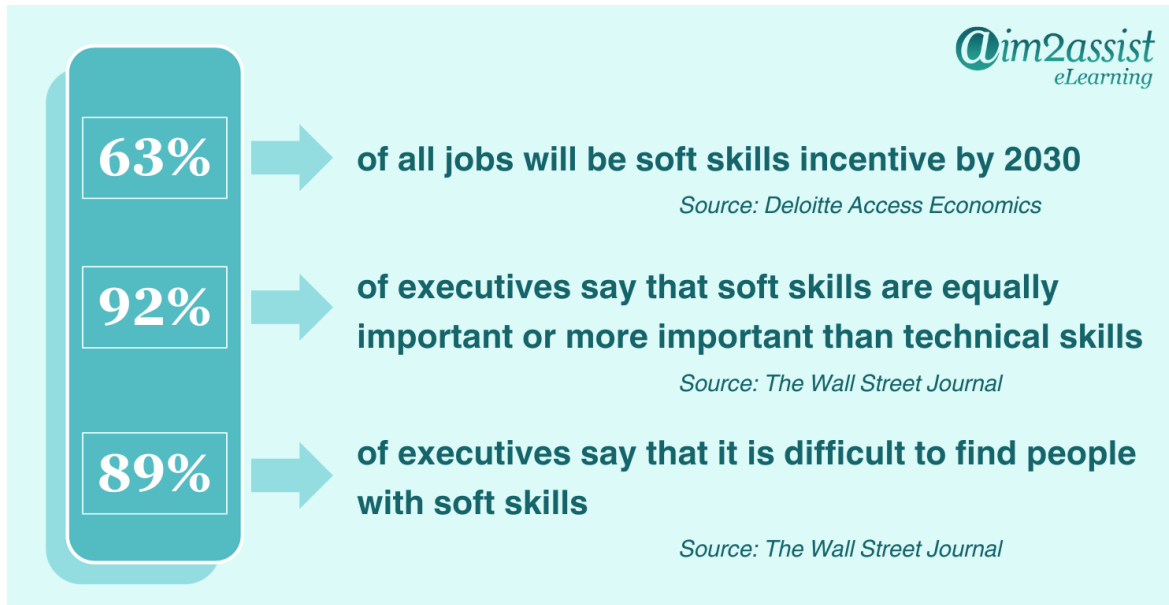 @im2assist
eLearning
63%
of all jobs will be soft skills incentive by 2030
Source: Deloitte Access Economics
92%
of executives say that soft skills are equally
important or more important than technical skills
Source: The Wall Street Journal
89%
of executives say that it is difficult to find people
with soft skills
Source: The Wall Street Journal